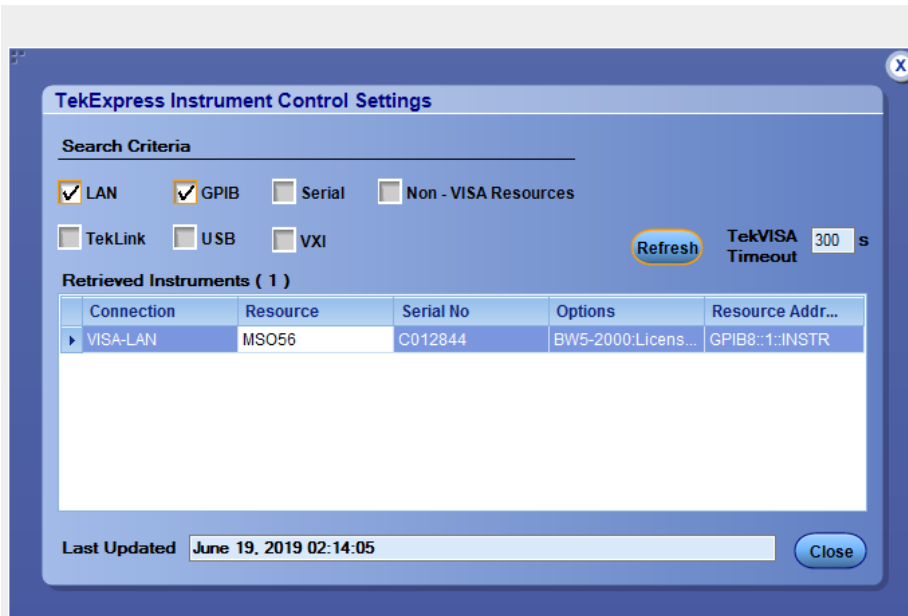 X
TekExpress Instrument Control Settings
Search Criteria
LAN GPIB Serial Non - VISA Resources
TekLink USB VXI
Refresh TekVISA Timeout 300 s
Retrieved Instruments ( 1 )
Connection Resource Serial No Options Resource Addr...
VISA-LAN MSO56 C012844 BW5-2000:Licens... GPIB8::1::INSTR
Last Updated June 19, 2019 02:14:05 Close